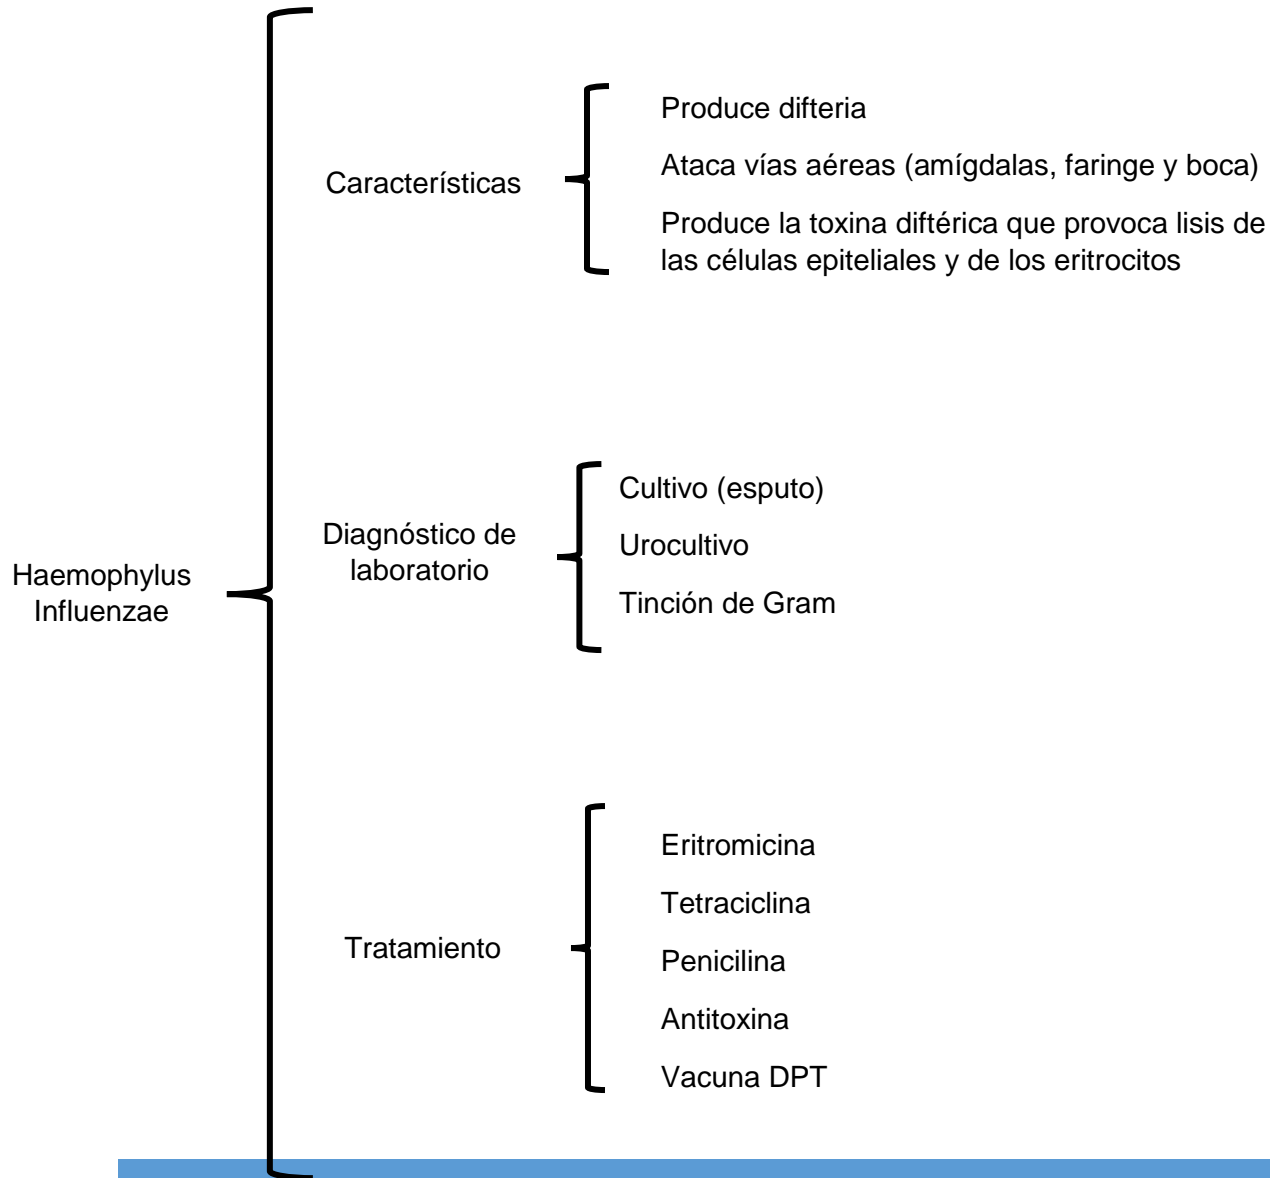 Haemophylus
Influenzae
Características
Produce difteria
Ataca vías aéreas (amígdalas, faringe y boca)
Produce la toxina diftérica que provoca lisis de
las células epiteliales y de los eritrocitos
Diagnóstico de
laboratorio
Cultivo (esputo)
Urocultivo
Tinción de Gram
Tratamiento
Eritromicina
Tetraciclina
Penicilina
Antitoxina
Vacuna DPT